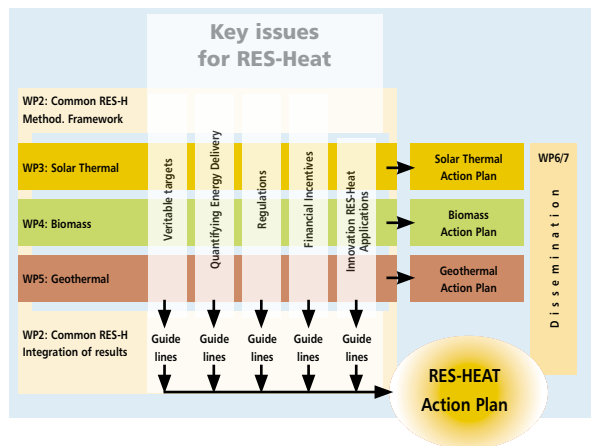 Key issues
for RES-Heat
WP2: Common RES-H
Method. Framework
WP3: Solar Thermal
WP4: Biomass
WP5: Geothermal
WP2: Common RES-H
Integration of results
Veritable targets
Quantifying Energy Delivery
Regulations
Financial Incentives
Innovation RES-Heat
Applications
Guide
lines
Guide
lines
Guide
lines
Guide
lines
Guide
lines
Solar Thermal
Action Plan
Biomass
Action Plan
Geothermal
Action Plan
WP6/7
Dissemination
RES-HEAT
Action Plan